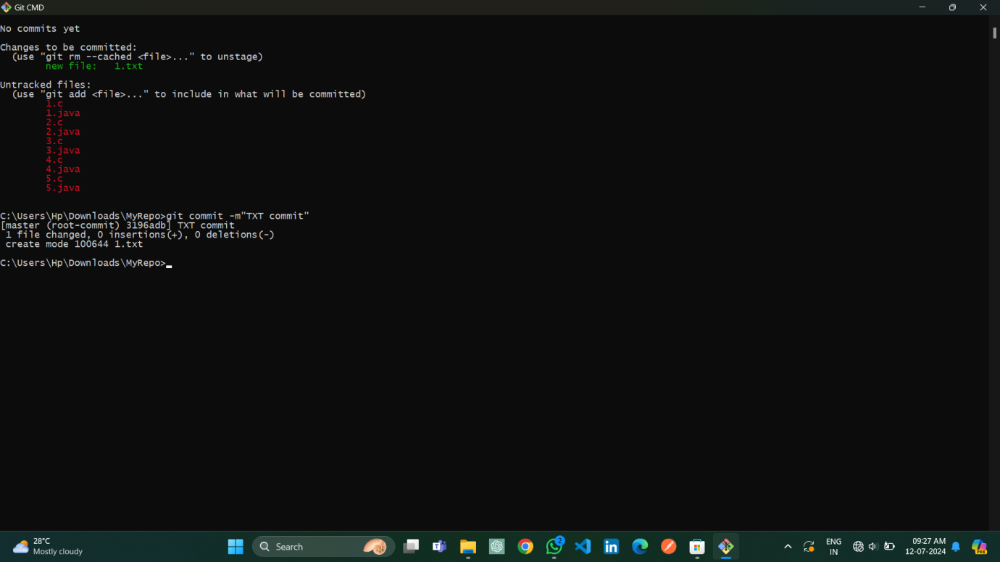 Git CMD
No commits yet
Changes to be committed:
  (use "git rm --cached <file>..." to unstage)
        new file:   1.txt
Untracked files:
  (use "git add <file>..." to include in what will be committed)
        1.c
        1.java
        2.c
        2.java
        3.c
        3.java
        4.c
        4.java
        5.c
        5.java
C:\Users\Hp\Downloads\MyRepo>git commit -m"TXT commit"
[master (root-commit) 3196adb] TXT commit
 1 file changed, 0 insertions(+), 0 deletions(-)
 create mode 100644 1.txt
C:\Users\Hp\Downloads\MyRepo>
28°C
Mostly cloudy
Search
2
ENG
IN
09:27 AM
12-07-2024
PRE